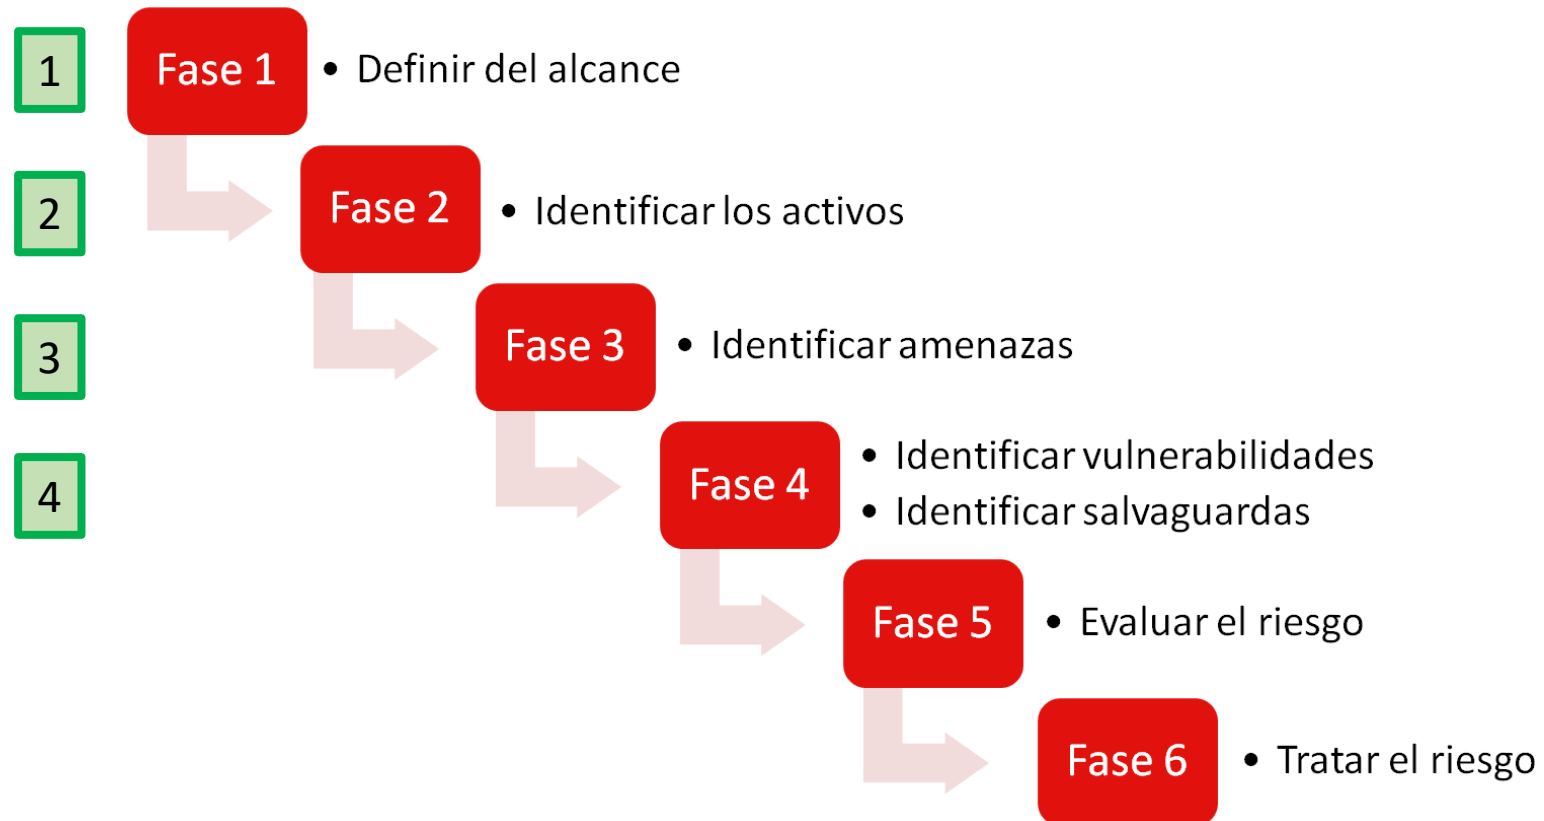 1
Fase 1
• Definir del alcance
2
Fase 2
• Identificar los activos
3
Fase 3
• Identificar amenazas
4
Fase 4
• Identificar vulnerabilidades
• Identificar salvaguardas
Fase 5
• Evaluar el riesgo
Fase 6
• Tratar el riesgo